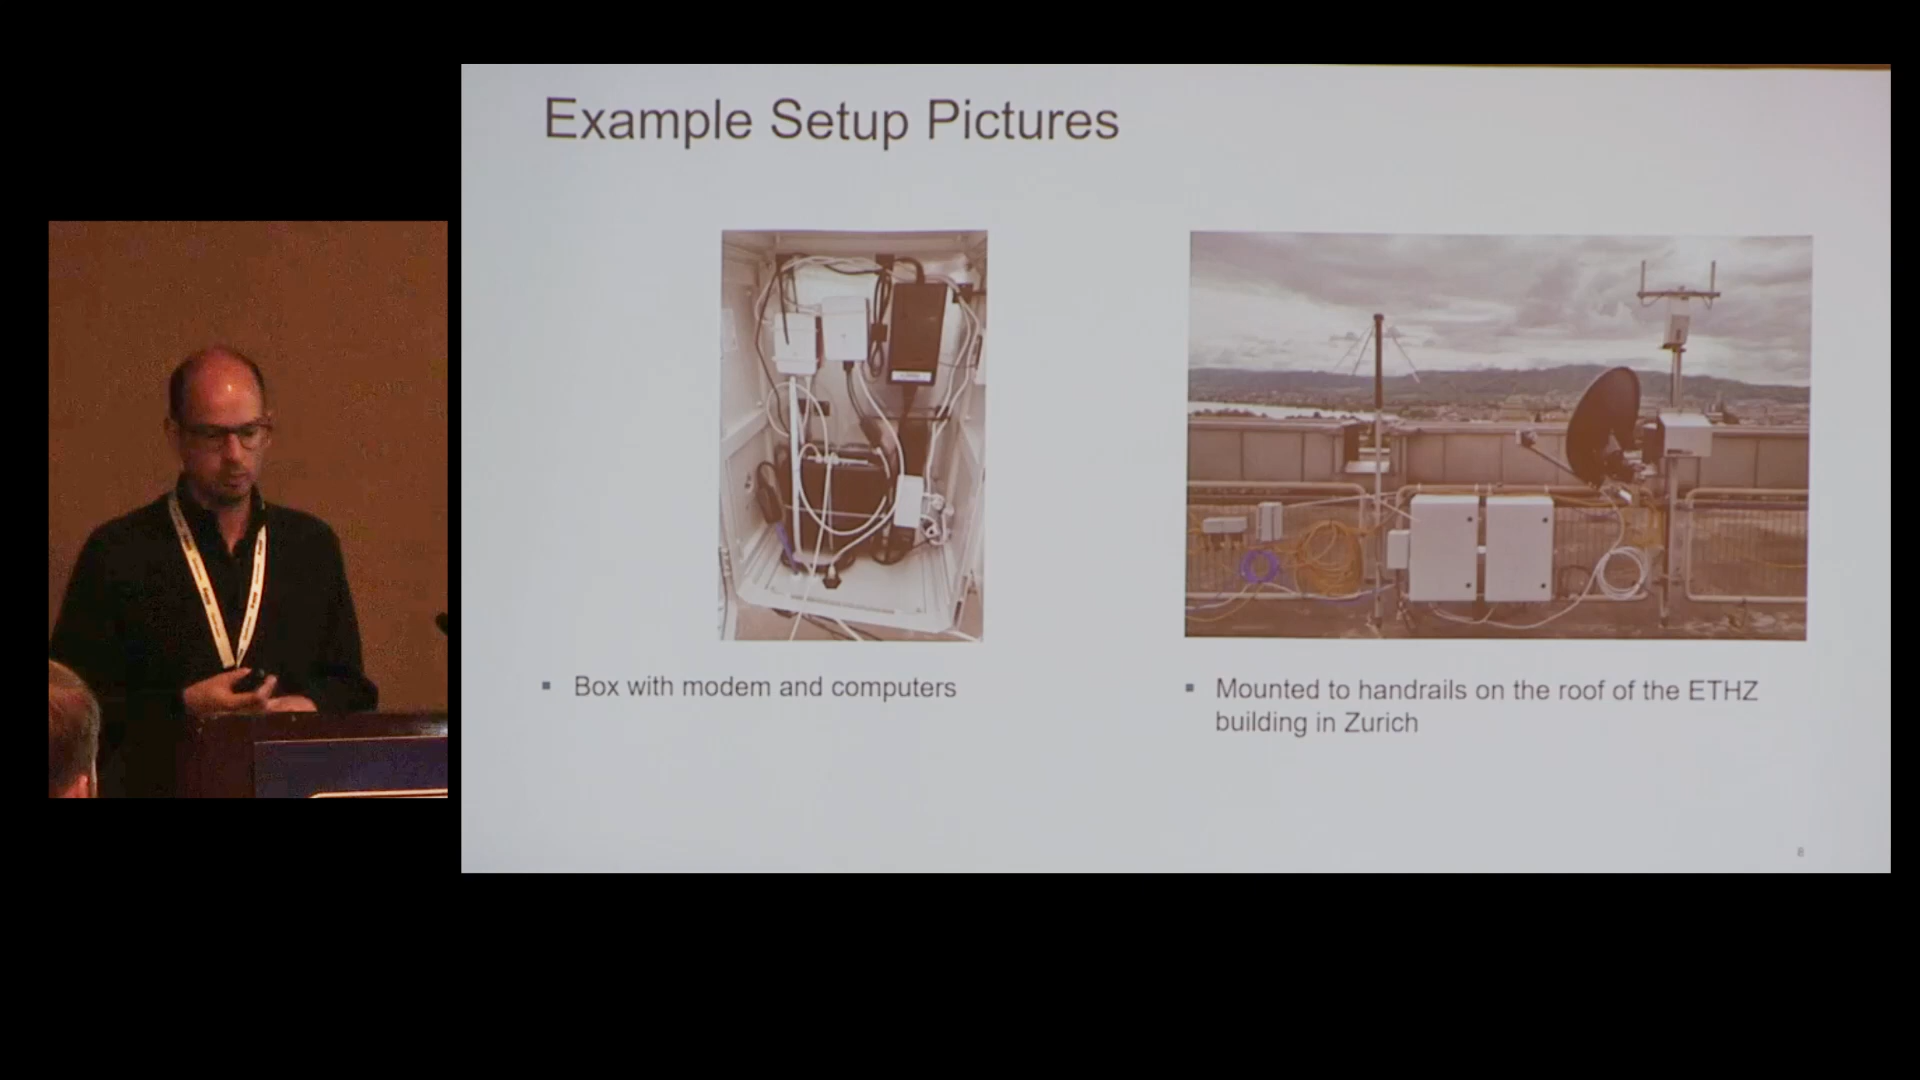 Example Setup Pictures
▪ Box with modem and computers
▪ Mounted to handrails on the roof of the ETHZ
building in Zurich
8